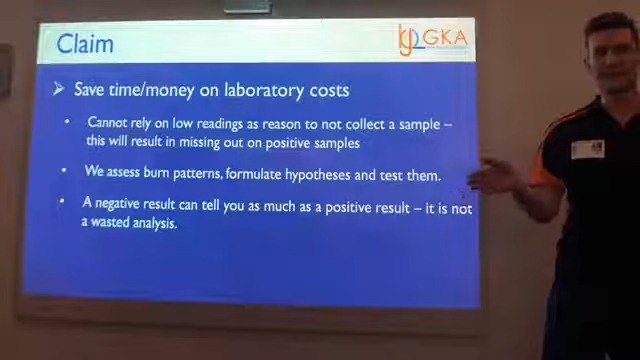 Claim
GKA
Save time/money on laboratory costs
Cannot rely on low readings as reason to not collect a sample –
this will result in missing out on positive samples
We assess burn patterns, formulate hypotheses and test them.
A negative result can tell you as much as a positive result – it is not
a wasted analysis.